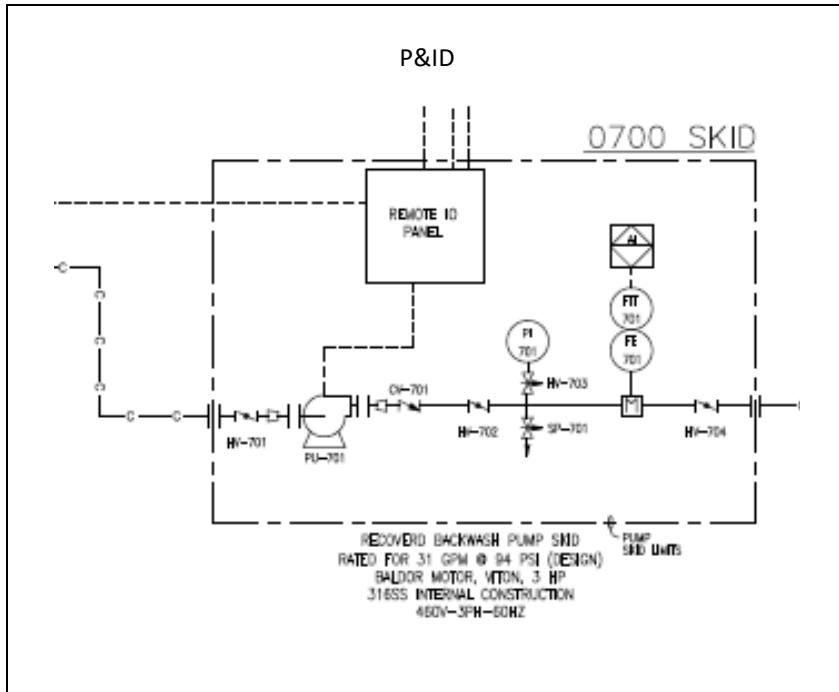 P&ID
0700 SKID
REMOTE IO
PANEL
AI
FIT
701
FE
701
PI
701
HV-703
CV-701
C
C
C
C
C
C
HV-701
PU-701
HV-702
SP-701
M
HV-704
PUMP
SKID LIMITS
RECOVERD BACKWASH PUMP SKID
RATED FOR 31 GPM @ 94 PSI (DESIGN)
BALDOR MOTOR, VITON, 3 HP
316SS INTERNAL CONSTRUCTION
460V-3PH-60HZ